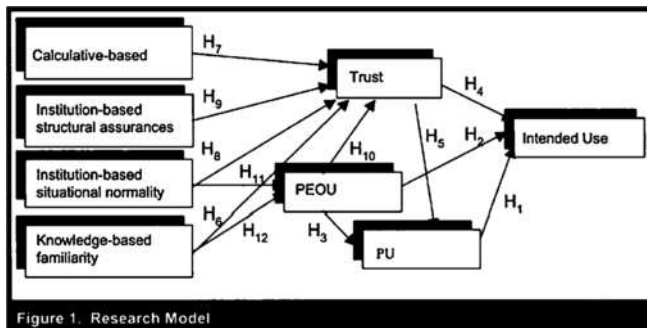 Calculative-based
H7
Trust
H4
Institution-based
structural assurances
H9
H8
H10
H5
H2
Intended Use
Institution-based
situational normality
H11
PEOU
H6
H1
Knowledge-based
familiarity
H12
H3
PU
Figure 1. Research Model